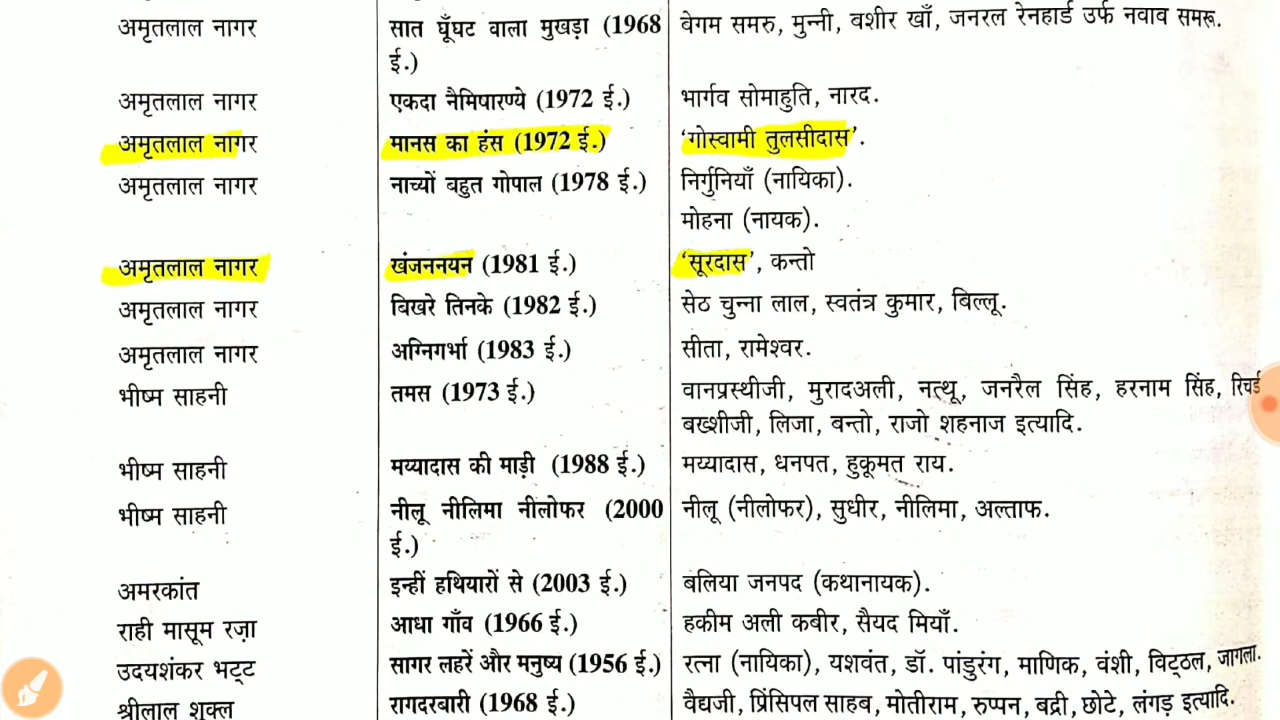 अमृतलाल नागर सात घूँघट वाला मुखड़ा (1968 वेगम समरु, मुन्नी, वशीर खाँ, जनरल रेनहार्ड उर्फ नवाव समरू.
ई.)
अमृतलाल नागर एकदा नैमिषारण्ये (1972 ई.) भार्गव सोमाहुति, नारद.
अमृतलाल नागर मानस का हंस (1972 ई.) ‘गोस्वामी तुलसीदास’.
अमृतलाल नागर नाच्यों बहुत गोपाल (1978 ई.) निर्गुनियाँ (नायिका).
मोहना (नायक).
अमृतलाल नागर खंजननयन (1981 ई.) ‘सूरदास’, कन्तो
अमृतलाल नागर बिखरे तिनके (1982 ई.) सेठ चुन्ना लाल, स्वतंत्र कुमार, बिल्लू.
अमृतलाल नागर अग्निगर्भा (1983 ई.) सीता, रामेश्वर.
भीष्म साहनी तमस (1973 ई.) वानप्रस्थीजी, मुरादअली, नत्थू, जनरैल सिंह, हरनाम सिंह, रिचर्ड
बख्शीजी, लिजा, बन्तो, राजो शहनाज इत्यादि.
भीष्म साहनी मय्यादास की माड़ी (1988 ई.) मय्यादास, धनपत, हुकूमत राय.
भीष्म साहनी नीलू नीलिमा नीलोफर (2000 नीलू (नीलोफर), सुधीर, नीलिमा, अल्ताफ.
ई.)
अमरकांत इन्हीं हथियारों से (2003 ई.) बलिया जनपद (कथानायक).
राही मासूम रज़ा आधा गाँव (1966 ई.) हकीम अली कबीर, सैयद मियाँ.
उदयशंकर भट्ट सागर लहरें और मनुष्य (1956 ई.) रत्ना (नायिका), यशवंत, डॉ. पांडुरंग, माणिक, वंशी, विट्ठल, जागला.
श्रीलाल शुक्ल रागदरबारी (1968 ई.) वैद्यजी, प्रिंसिपल साहब, मोतीराम, रुप्पन, बद्री, छोटे, लंगड़ इत्यादि.